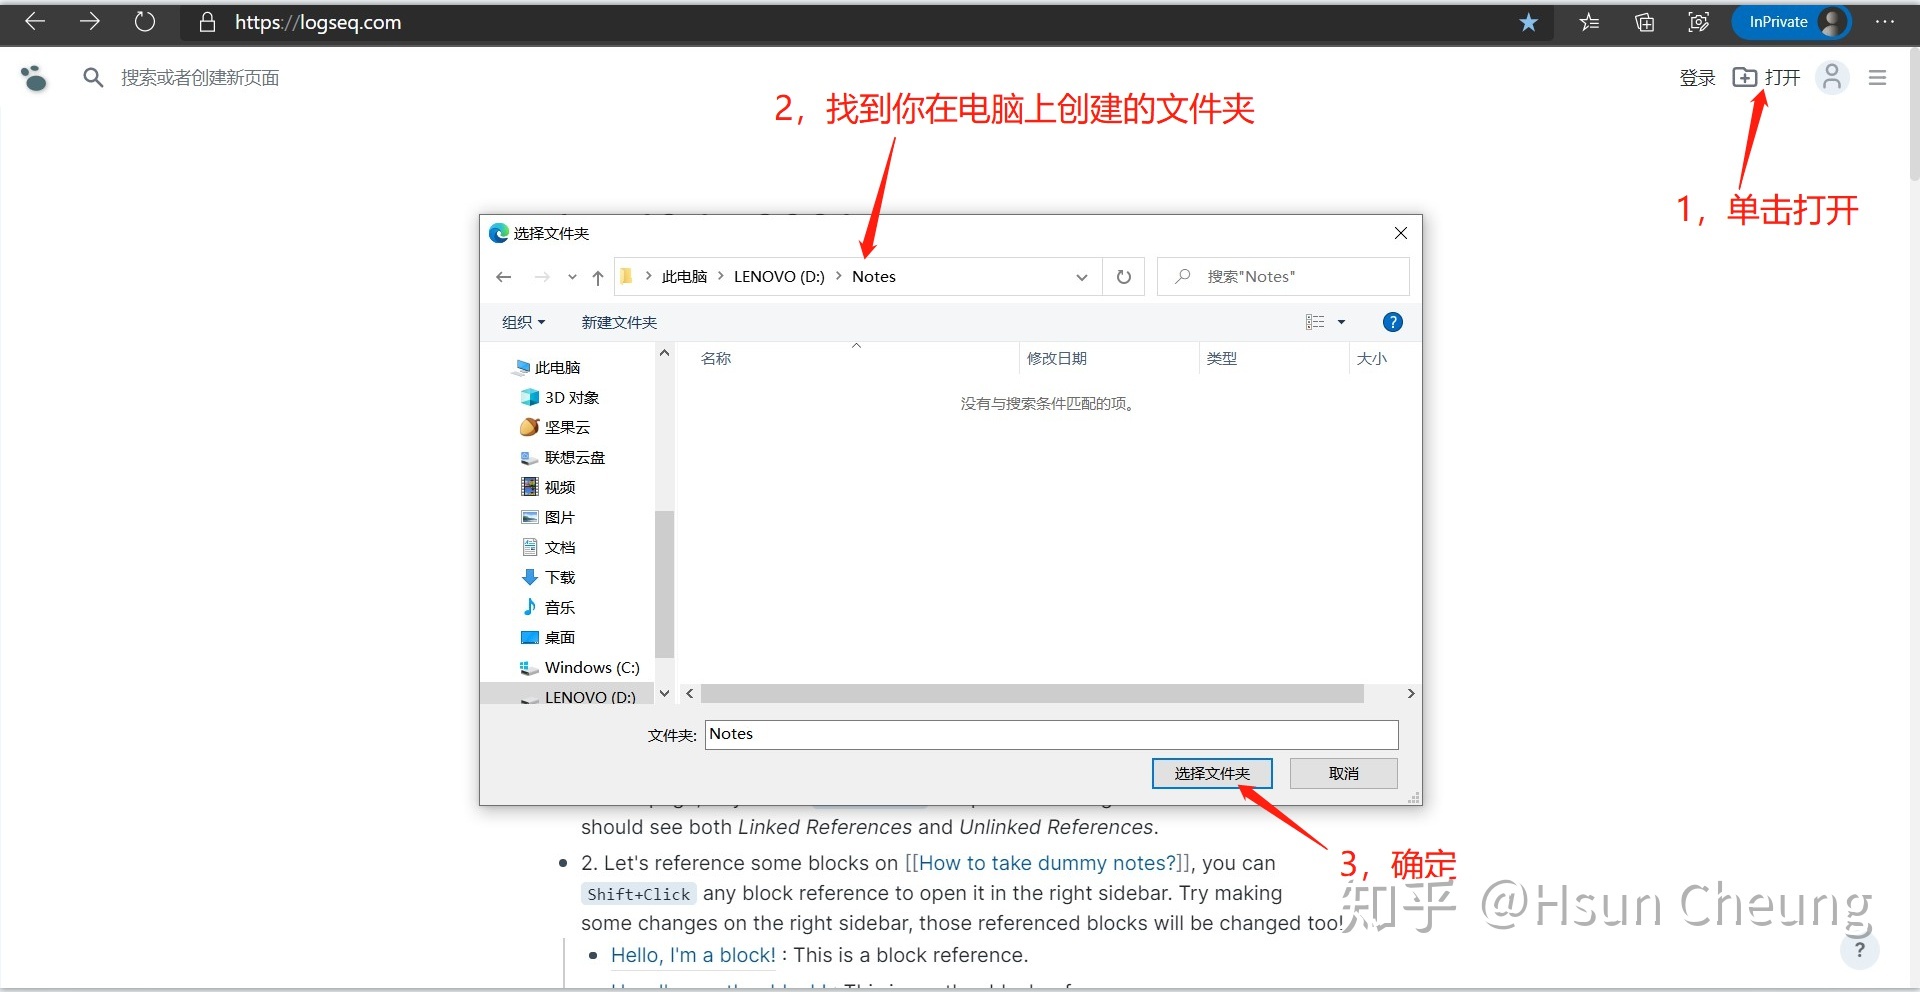 https://logseq.com
InPrivate
搜索或者创建新页面
登录
打开
2，找到你在电脑上创建的文件夹
1，单击打开
选择文件夹
此电脑 > LENOVO (D:) > Notes
搜索"Notes"
组织
新建文件夹
名称
修改日期
类型
大小
没有与搜索条件匹配的项。
此电脑
3D 对象
坚果云
联想云盘
视频
图片
文档
下载
音乐
桌面
Windows (C:)
LENOVO (D:)
文件夹: Notes
选择文件夹
取消
3，确定
should see both Linked References and Unlinked References.
2. Let's reference some blocks on [[How to take dummy notes?]], you can
Shift+Click any block reference to open it in the right sidebar. Try making
some changes on the right sidebar, those referenced blocks will be changed too!
Hello, I'm a block! : This is a block reference.
知乎 @Hsun Cheung
?